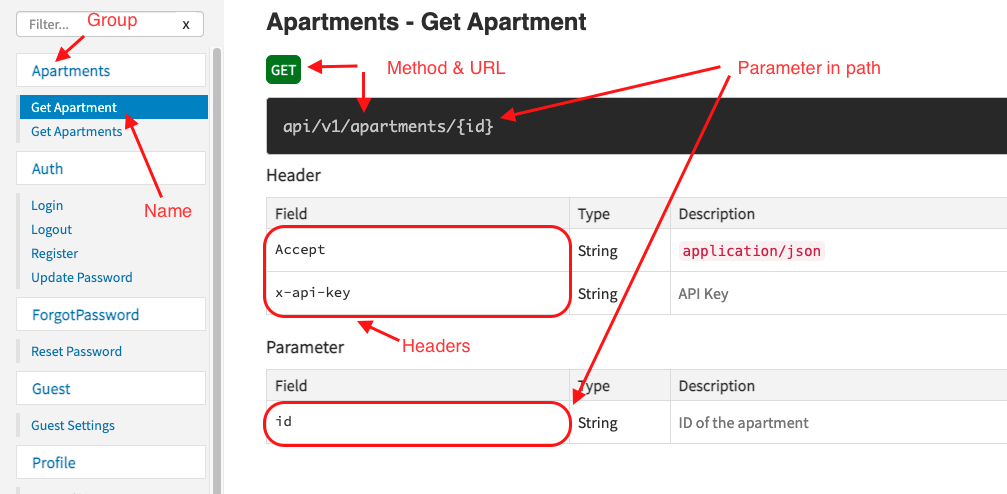 Filter...
x
Group
Apartments
Get Apartment
Get Apartments
Auth
Name
Login
Logout
Register
Update Password
ForgotPassword
Reset Password
Guest
Guest Settings
Profile
Apartments - Get Apartment
GET
Method & URL
Parameter in path
api/v1/apartments/{id}
Header
Field Type Description
Accept String application/json
x-api-key String API Key
Headers
Parameter
Field Type Description
id String ID of the apartment